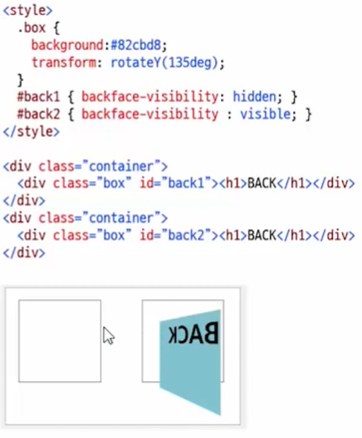 <style>
.box {
background:#82cbd8;
transform: rotateY(135deg);
}
#back1 { backface-visibility: hidden; }
#back2 { backface-visibility : visible; }
</style>
<div class="container">
<div class="box" id="back1"><h1>BACK</h1></div>
</div>
<div class="container">
<div class="box" id="back2"><h1>BACK</h1></div>
</div>
BACK